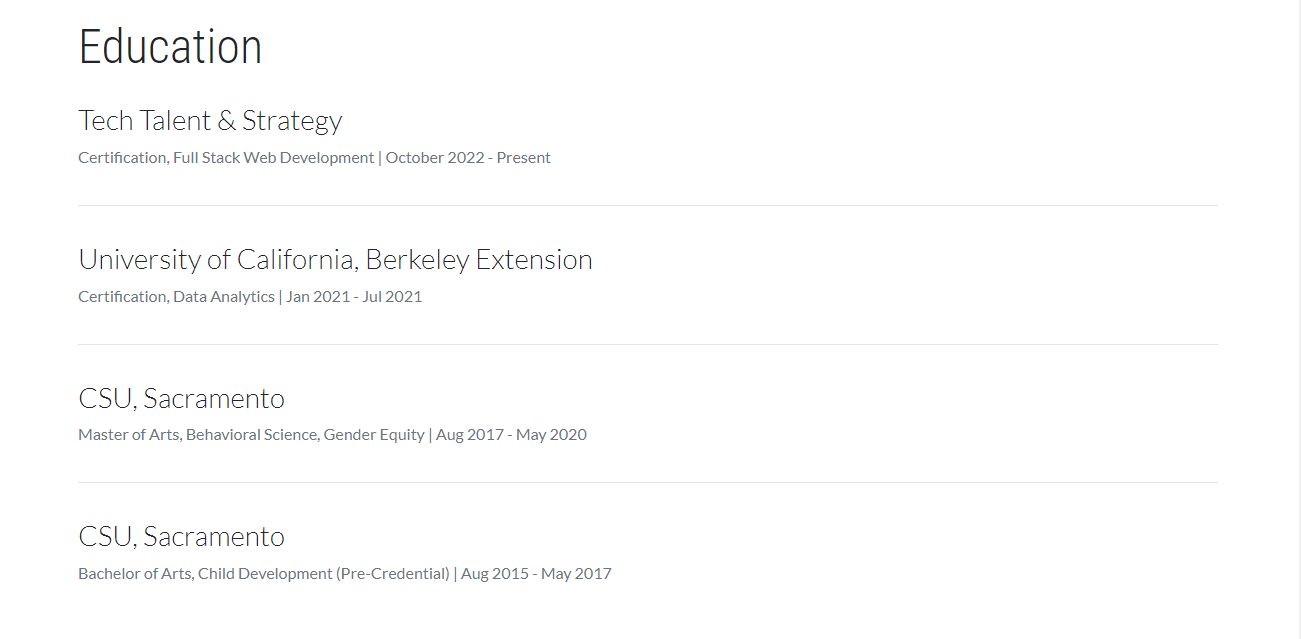 Education
Tech Talent & Strategy
Certification, Full Stack Web Development | October 2022 - Present
University of California, Berkeley Extension
Certification, Data Analytics | Jan 2021 - Jul 2021
CSU, Sacramento
Master of Arts, Behavioral Science, Gender Equity | Aug 2017 - May 2020
CSU, Sacramento
Bachelor of Arts, Child Development (Pre-Credential) | Aug 2015 - May 2017